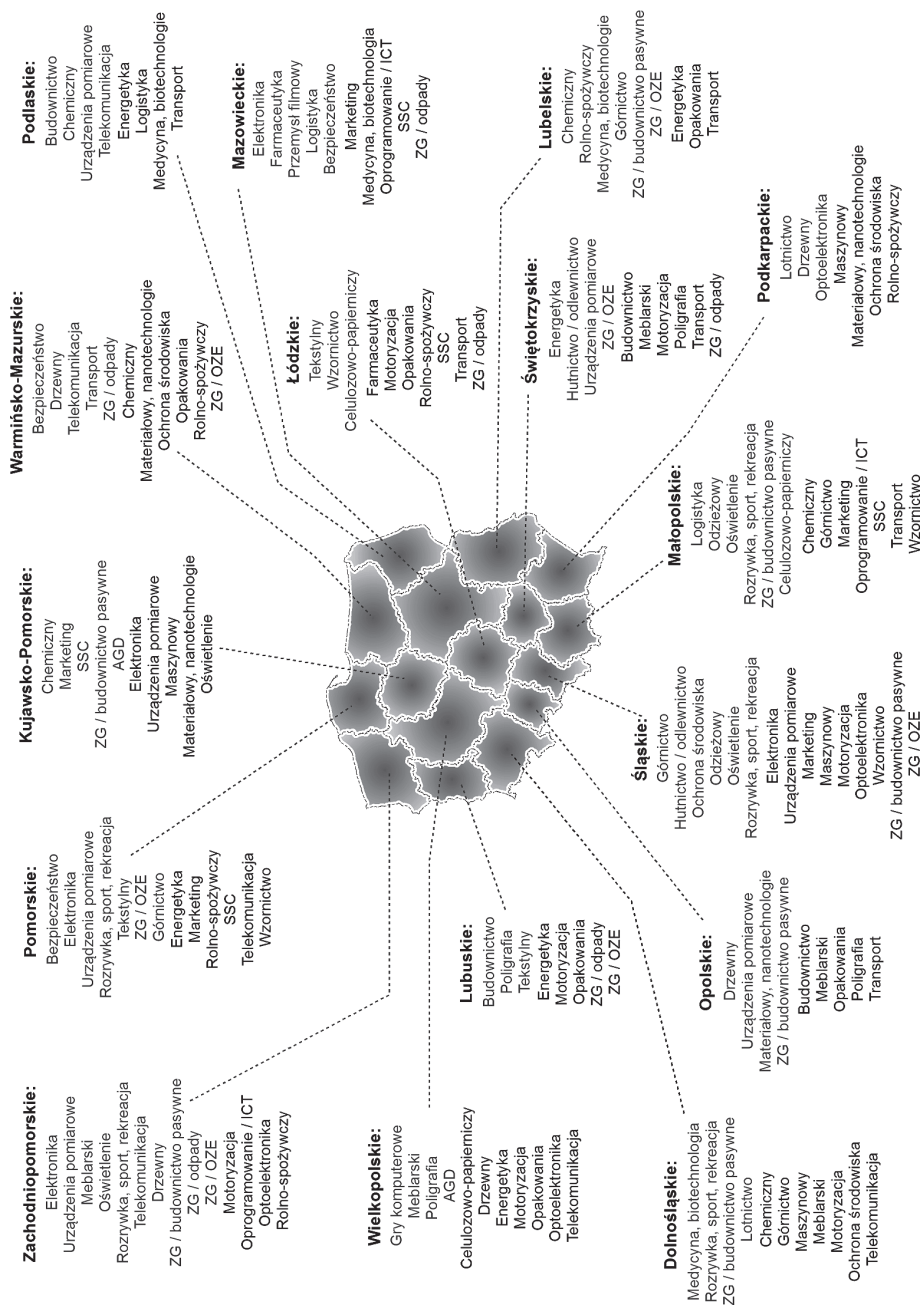 Zachodniopomorskie:
Elektronika
Urządzenia pomiarowe
Meblarski
Oświetlenie
Rozrywka, sport, rekreacja
Telekomunikacja
Drzewny
ZG / budownictwo pasywne
ZG / odpady
ZG / OZE
Motoryzacja
Oprogramowanie / ICT
Optoelektronika
Rolno-spożywczy
Pomorskie:
Bezpieczeństwo
Elektronika
Urządzenia pomiarowe
Rozrywka, sport, rekreacja
Tekstylny
ZG / OZE
Górnictwo
Energetyka
Marketing
Rolno-spożywczy
SSC
Telekomunikacja
Wzornictwo
Kujawsko-Pomorskie:
Chemiczny
Marketing
SSC
ZG / budownictwo pasywne
AGD
Elektronika
Urządzenia pomiarowe
Maszynowy
Materiałowy, nanotechnologie
Oświetlenie
Warmińsko-Mazurskie:
Bezpieczeństwo
Drzewny
Telekomunikacja
Transport
ZG / odpady
Chemiczny
Materiałowy, nanotechnologie
Ochrona środowiska
Opakowania
Rolno-spożywczy
ZG / OZE
Podlaskie:
Budownictwo
Chemiczny
Urządzenia pomiarowe
Telekomunikacja
Energetyka
Logistyka
Medycyna, biotechnologie
Transport
Mazowieckie:
Elektronika
Farmaceutyka
Przemysł filmowy
Logistyka
Bezpieczeństwo
Marketing
Medycyna, biotechnologia
Oprogramowanie / ICT
SSC
ZG / odpady
Łódzkie:
Tekstylny
Wzornictwo
Celulozowo-papierniczy
Farmaceutyka
Motoryzacja
Opakowania
Rolno-spożywczy
SSC
Transport
ZG / odpady
Wielkopolskie:
Gry komputerowe
Meblarski
Poligrafia
AGD
Celulozowo-papierniczy
Drzewny
Energetyka
Motoryzacja
Opakowania
Optoelektronika
Telekomunikacja
Lubuskie:
Budownictwo
Poligrafia
Tekstylny
Energetyka
Motoryzacja
Opakowania
ZG / odpady
ZG / OZE
Świętokrzyskie:
Energetyka
Hutnictwo / odlewnictwo
Urządzenia pomiarowe
ZG / OZE
Budownictwo
Meblarski
Motoryzacja
Poligrafia
Transport
ZG / odpady
Lubelskie:
Chemiczny
Rolno-spożywczy
Medycyna, biotechnologie
Górnictwo
ZG / budownictwo pasywne
ZG / OZE
Energetyka
Opakowania
Transport
Dolnośląskie:
Medycyna, biotechnologia
Rozrywka, sport, rekreacja
ZG / budownictwo pasywne
Lotnictwo
Chemiczny
Górnictwo
Maszynowy
Meblarski
Motoryzacja
Ochrona środowiska
Telekomunikacja
Opolskie:
Drzewny
Urządzenia pomiarowe
Materiałowy, nanotechnologie
ZG / budownictwo pasywne
Budownictwo
Meblarski
Opakowania
Poligrafia
Transport
Śląskie:
Górnictwo
Hutnictwo / odlewnictwo
Ochrona środowiska
Odzieżowy
Oświetlenie
Rozrywka, sport, rekreacja
Elektronika
Urządzenia pomiarowe
Marketing
Maszynowy
Motoryzacja
Optoelektronika
Wzornictwo
ZG / budownictwo pasywne
ZG / OZE
Małopolskie:
Logistyka
Odzieżowy
Oświetlenie
Rozrywka, sport, rekreacja
ZG / budownictwo pasywne
Celulozowo-papierniczy
Chemiczny
Górnictwo
Marketing
Oprogramowanie / ICT
SSC
Transport
Wzornictwo
Podkarpackie:
Lotnictwo
Drzewny
Optoelektronika
Maszynowy
Materiałowy, nanotechnologie
Ochrona środowiska
Rolno-spożywczy